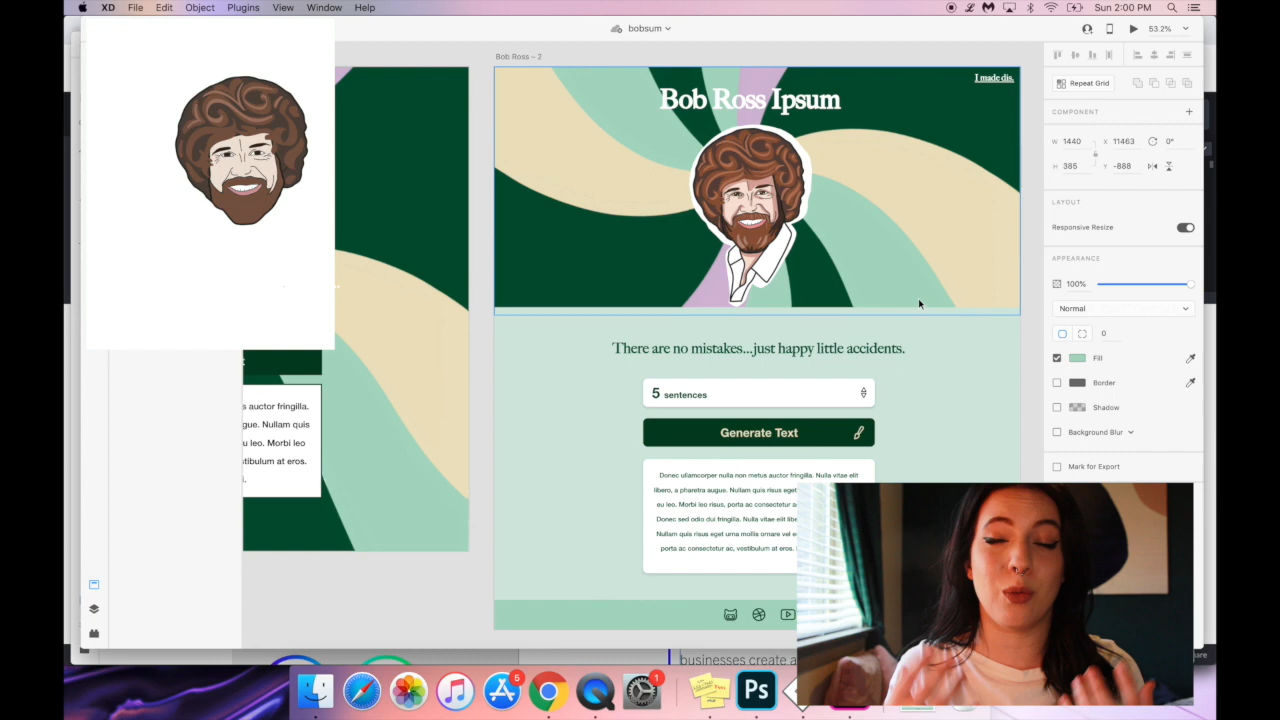 XD File Edit Object Plugins View Window Help
Sun 2:00 PM
bobsum
53.2%
Bob Ross – 2
I made dis.
Bob Ross Ipsum
There are no mistakes...just happy little accidents.
5 sentences
Generate Text
Donec ullamcorper nulla non metus auctor fringilla. Nulla vitae elit
libero, a pharetra augue. Nullam quis risus eget
eu leo. Morbi leo risus, porta ac consectetur a
Donec sed odio dui fringilla. Nulla vitae elit libe
Nullam quis risus eget urna mollis ornare vel e
porta ac consectetur ac, vestibulum at eros.
s auctor fringilla.
gue. Nullam quis
u leo. Morbi leo
stibulum at eros.
Repeat Grid
COMPONENT
W 1440 X 11463 0°
H 385 Y -888
LAYOUT
Responsive Resize
APPEARANCE
100%
Normal
0
Fill
Border
Shadow
Background Blur
Mark for Export
businesses create a
hare
5
1
Ps